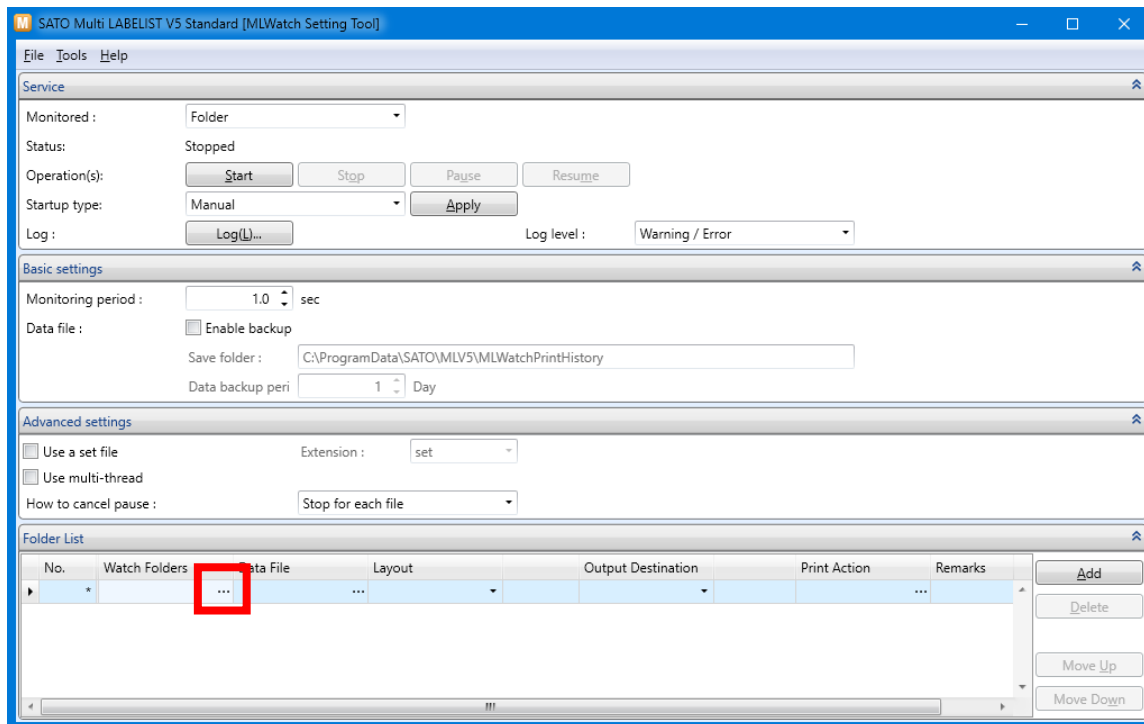 M SATO Multi LABELIST V5 Standard [MLWatch Setting Tool]
File Tools Help
Service
Monitored : Folder
Status: Stopped
Operation(s): Start Stop Pause Resume
Startup type: Manual Apply
Log : Log(L)... Log level : Warning / Error
Basic settings
Monitoring period : 1.0 sec
Data file : Enable backup
Save folder : C:\ProgramData\SATO\MLV5\MLWatchPrintHistory
Data backup peri 1 Day
Advanced settings
Use a set file Extension : set
Use multi-thread
How to cancel pause : Stop for each file
Folder List
No. Watch Folders Data File Layout Output Destination Print Action Remarks
* ... ... ...
Add
Delete
Move Up
Move Down